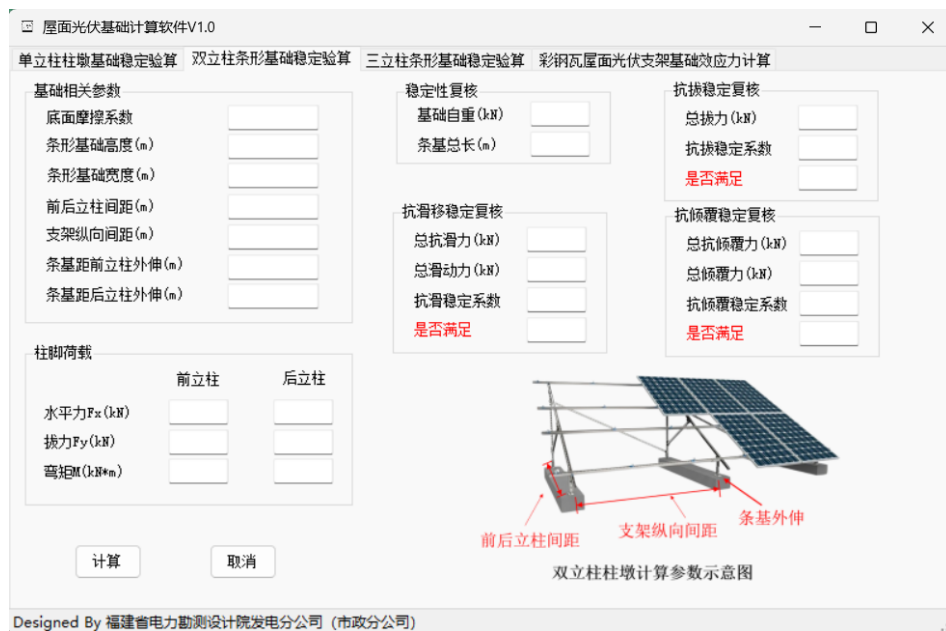 屋面光伏基础计算软件V1.0
单立柱柱墩基础稳定验算 双立柱条形基础稳定验算 三立柱条形基础稳定验算 彩钢瓦屋面光伏支架基础效应力计算
基础相关参数
底面摩擦系数
条形基础高度(m)
条形基础宽度(m)
前后立柱间距(m)
支架纵向间距(m)
条基距前立柱外伸(m)
条基距后立柱外伸(m)
柱脚荷载
前立柱 后立柱
水平力Fx(kN)
拔力Fy(kN)
弯矩M(kN*m)
计算 取消
稳定性复核
基础自重(kN)
条基总长(m)
抗滑移稳定复核
总抗滑力(kN)
总滑动力(kN)
抗滑稳定系数
是否满足
抗拔稳定复核
总拔力(kN)
抗拔稳定系数
是否满足
抗倾覆稳定复核
总抗倾覆力(kN)
总倾覆力(kN)
抗倾覆稳定系数
是否满足
前后立柱间距
支架纵向间距
条基外伸
双立柱柱墩计算参数示意图
Designed By 福建省电力勘测设计院发电分公司（市政分公司）